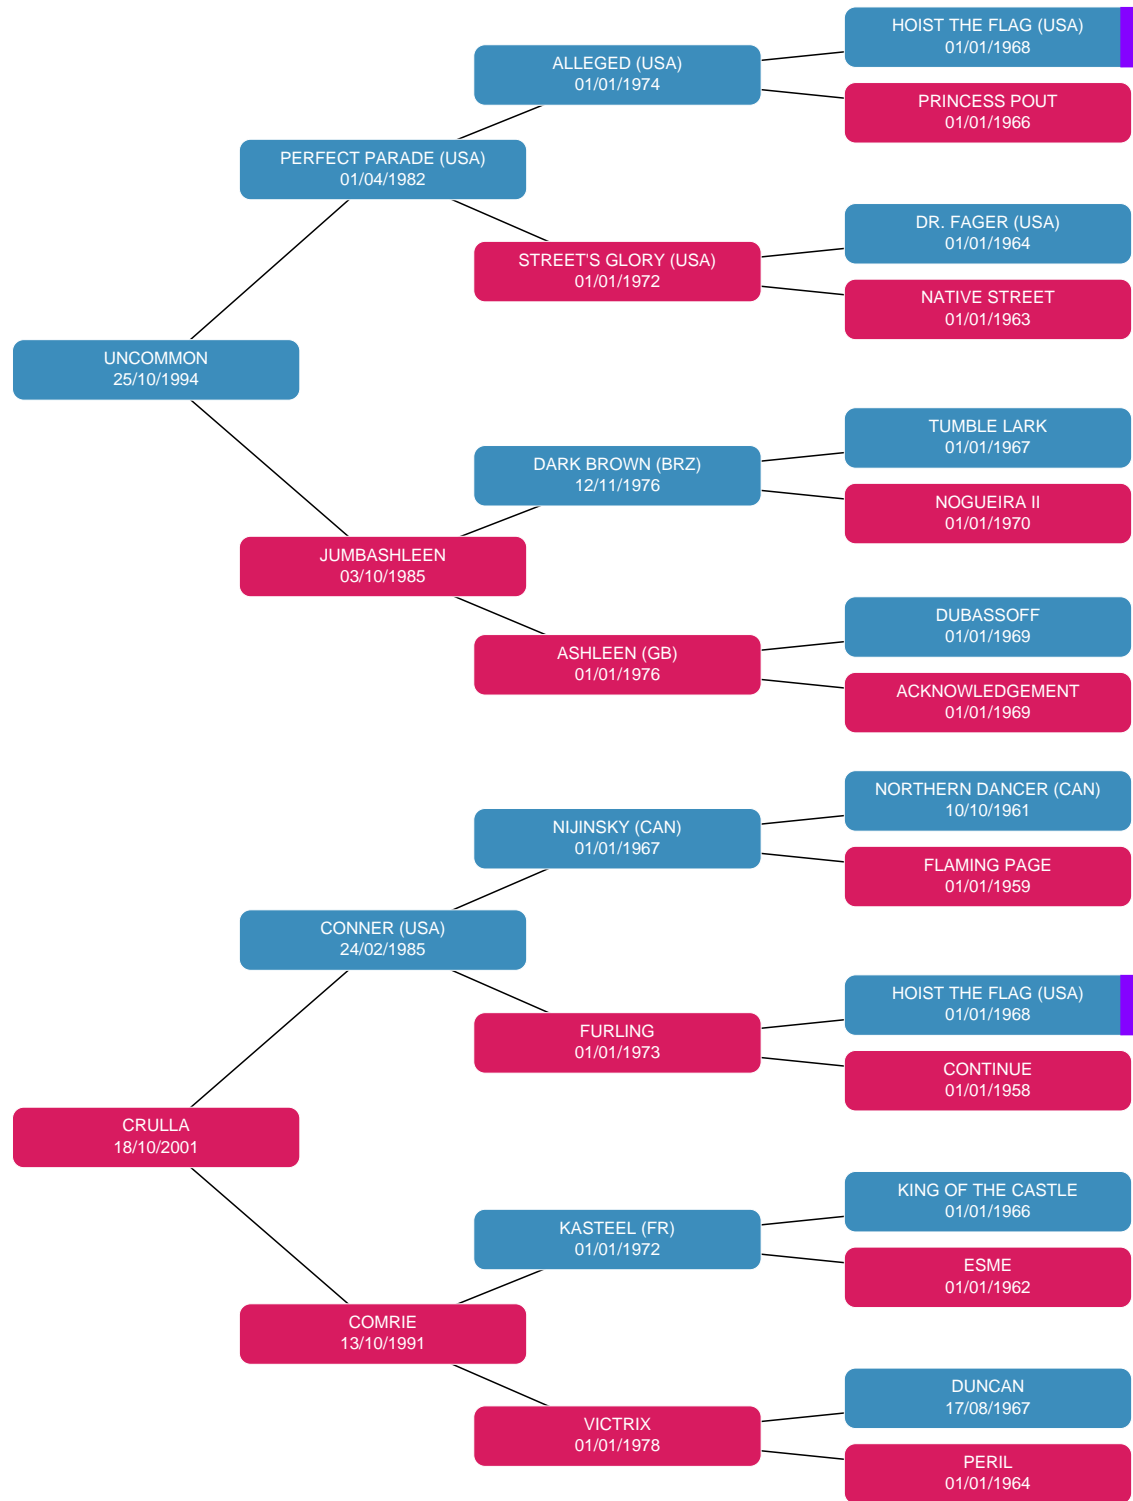 HOIST THE FLAG (USA)
01/01/1968
ALLEGED (USA)
01/01/1974
PRINCESS POUT
01/01/1966
PERFECT PARADE (USA)
01/04/1982
DR. FAGER (USA)
01/01/1964
STREET'S GLORY (USA)
01/01/1972
NATIVE STREET
01/01/1963
UNCOMMON
25/10/1994
TUMBLE LARK
01/01/1967
DARK BROWN (BRZ)
12/11/1976
NOGUEIRA II
01/01/1970
JUMBASHLEEN
03/10/1985
DUBASSOFF
01/01/1969
ASHLEEN (GB)
01/01/1976
ACKNOWLEDGEMENT
01/01/1969
NORTHERN DANCER (CAN)
10/10/1961
NIJINSKY (CAN)
01/01/1967
FLAMING PAGE
01/01/1959
CONNER (USA)
24/02/1985
HOIST THE FLAG (USA)
01/01/1968
FURLING
01/01/1973
CONTINUE
01/01/1958
CRULLA
18/10/2001
KING OF THE CASTLE
01/01/1966
KASTEEL (FR)
01/01/1972
ESME
01/01/1962
COMRIE
13/10/1991
DUNCAN
17/08/1967
VICTRIX
01/01/1978
PERIL
01/01/1964